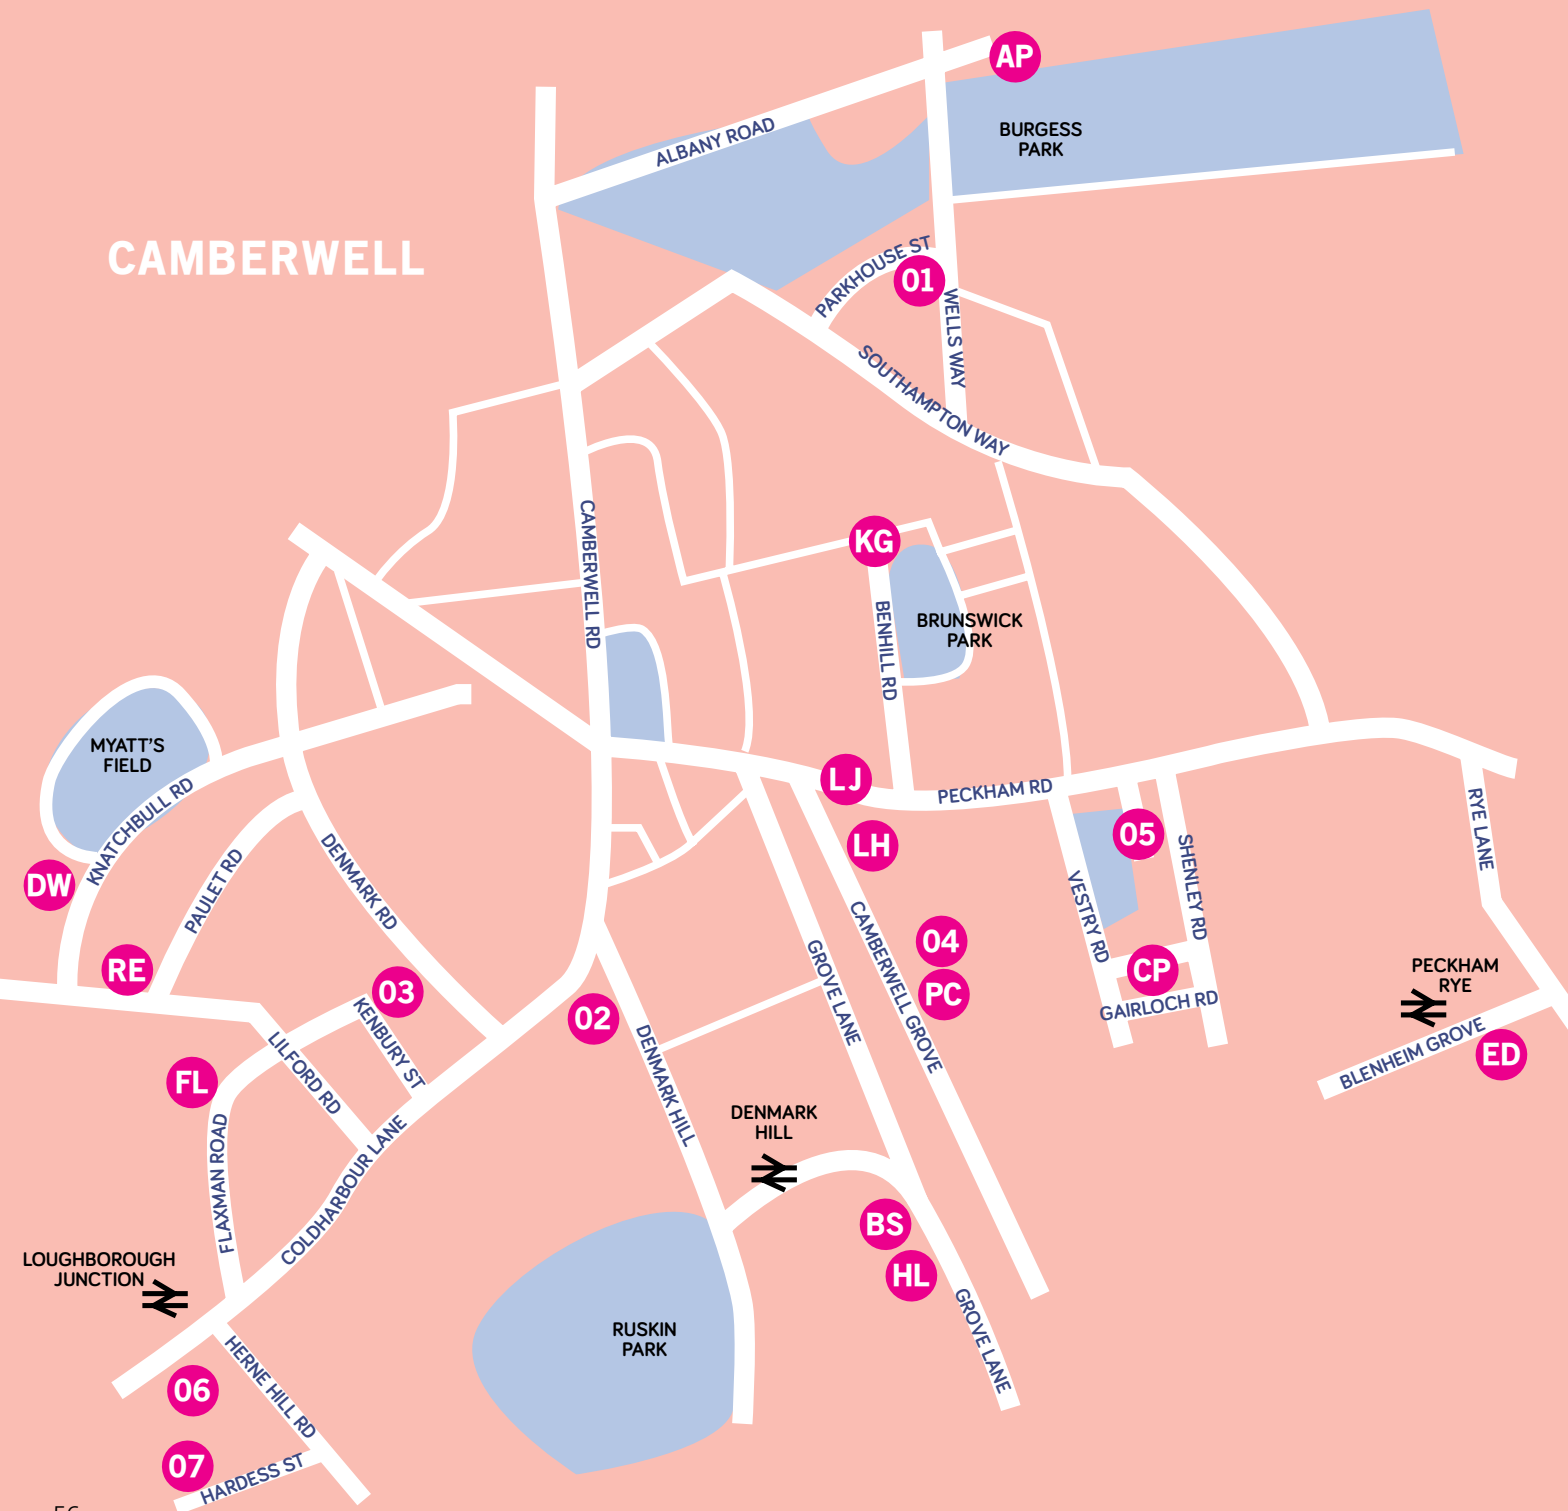 AP
BURGESS
PARK
ALBANY ROAD
CAMBERWELL
PARKHOUSE ST
01
WELLS WAY
SOUTHAMPTON WAY
CAMBERWELL RD
KG
BENHILL RD
BRUNSWICK
PARK
MYATT'S
FIELD
KNATCHBULL RD
LJ
PECKHAM RD
LH
05
RYE LANE
SHENLEY RD
VESTRY RD
DW
PAULET RD
DENMARK RD
RE
03
KENBURY ST
02
04
PC
GROVE LANE
CAMBERWELL GROVE
CP
GAIRLOCH RD
PECKHAM
RYE
BLENHEIM GROVE
ED
FL
LILFORD RD
FLAXMAN ROAD
COLDHARBOUR LANE
DENMARK HILL
DENMARK
HILL
BS
HL
GROVE LANE
LOUGHBOROUGH
JUNCTION
RUSKIN
PARK
06
HERNE HILL RD
07
HARDESS ST